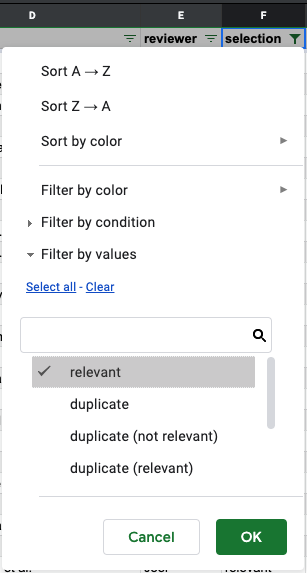 D E F
reviewer selection
Sort A → Z
Sort Z → A
Sort by color
Filter by color
Filter by condition
Filter by values
Select all - Clear
relevant
duplicate
duplicate (not relevant)
duplicate (relevant)
Cancel OK